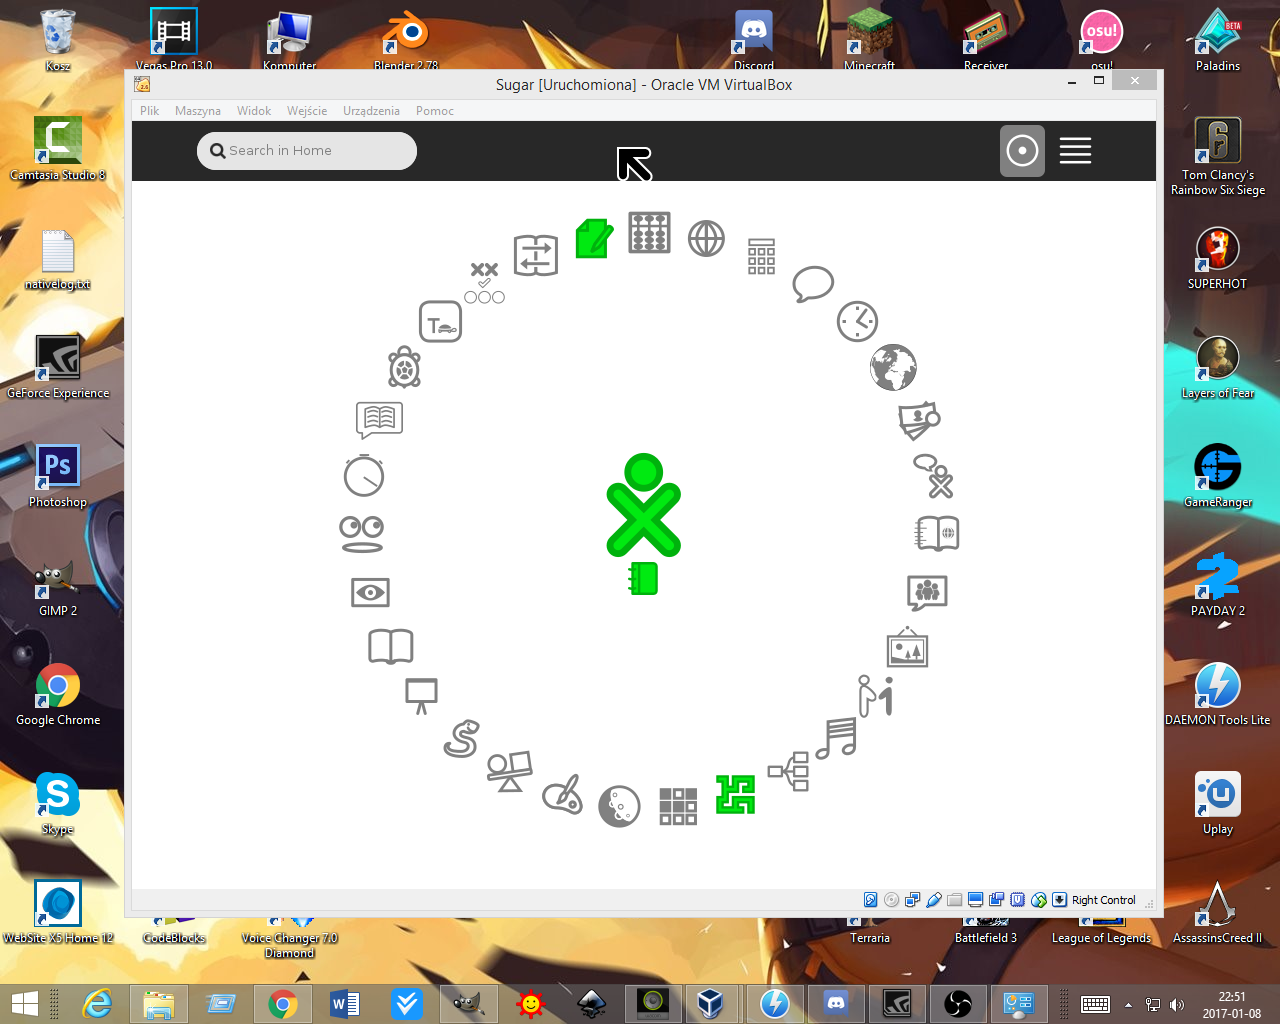 Kosz
Vegas Pro 13.0
Komputer
Blender 2.78
Discord
Minecraft
Receiver
osu!
osu!
BETA
Paladins
Sugar [Uruchomiona] - Oracle VM VirtualBox
Plik Maszyna Widok Wejście Urządzenia Pomoc
Search in Home
Camtasia Studio 8
Tom Clancy's
Rainbow Six Siege
nativelog.txt
SUPERHOT
GeForce Experience
Layers of Fear
Ps
Photoshop
GameRanger
GIMP 2
PAYDAY 2
Google Chrome
DAEMON Tools Lite
Skype
Uplay
Right Control
WebSite X5 Home 12
CodeBlocks
Voice Changer 7.0
Diamond
Terraria
Battlefield 3
League of Legends
AssassinsCreed II
22:51
2017-01-08